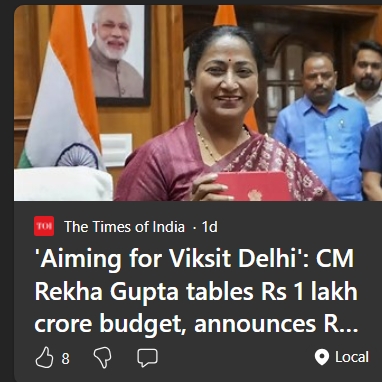 TOI The Times of India · 1d
'Aiming for Viksit Delhi': CM
Rekha Gupta tables Rs 1 lakh
crore budget, announces R...
8
Local